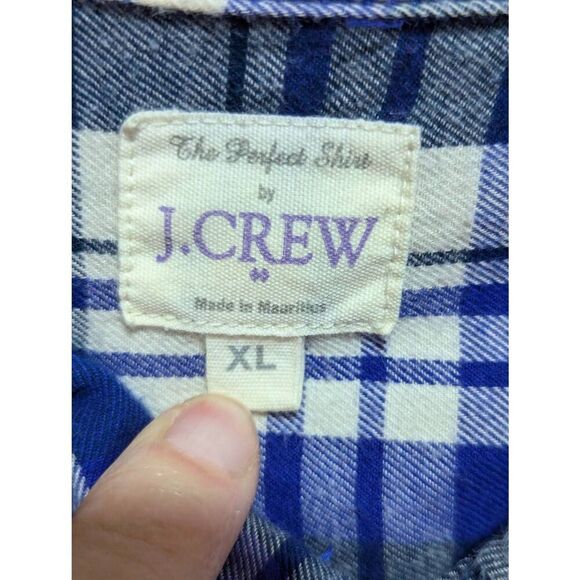 The Perfect Shirt
by
J.CREW
Made in Mauritius
XL